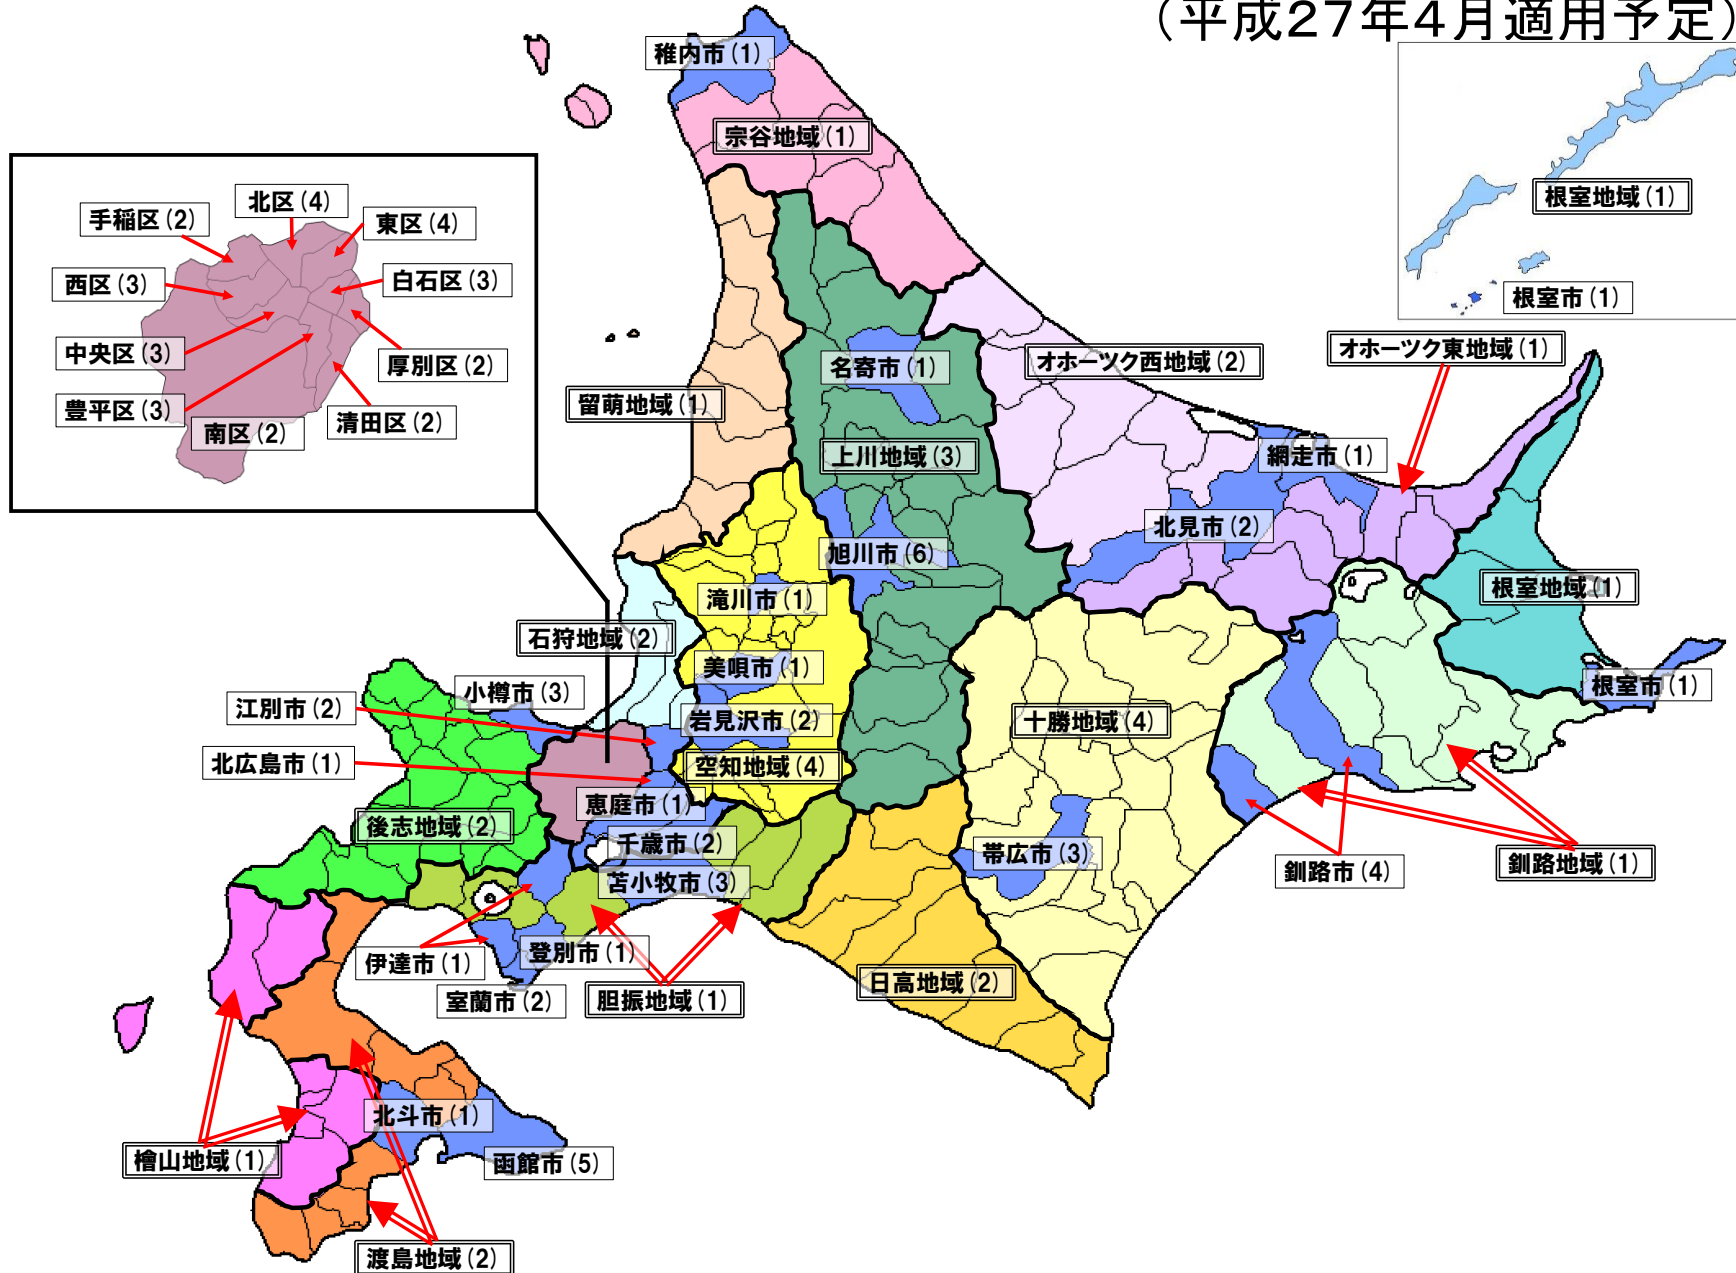 （平成27年4月適用予定）
稚内市(1)
宗谷地域(1)
根室地域(1)
根室市(1)
北区(4)
手稲区(2)
東区(4)
西区(3)
白石区(3)
中央区(3)
厚別区(2)
豊平区(3)
南区(2)
清田区(2)
名寄市(1)
オホーツク西地域(2)
オホーツク東地域(1)
留萌地域(1)
上川地域(3)
網走市(1)
北見市(2)
旭川市(6)
滝川市(1)
根室地域(1)
石狩地域(2)
美唄市(1)
小樽市(3)
江別市(2)
岩見沢市(2)
十勝地域(4)
根室市(1)
北広島市(1)
空知地域(4)
恵庭市(1)
後志地域(2)
千歳市(2)
帯広市(3)
釧路市(4)
釧路地域(1)
苫小牧市(3)
伊達市(1)
登別市(1)
室蘭市(2)
胆振地域(1)
日高地域(2)
北斗市(1)
檜山地域(1)
函館市(5)
渡島地域(2)